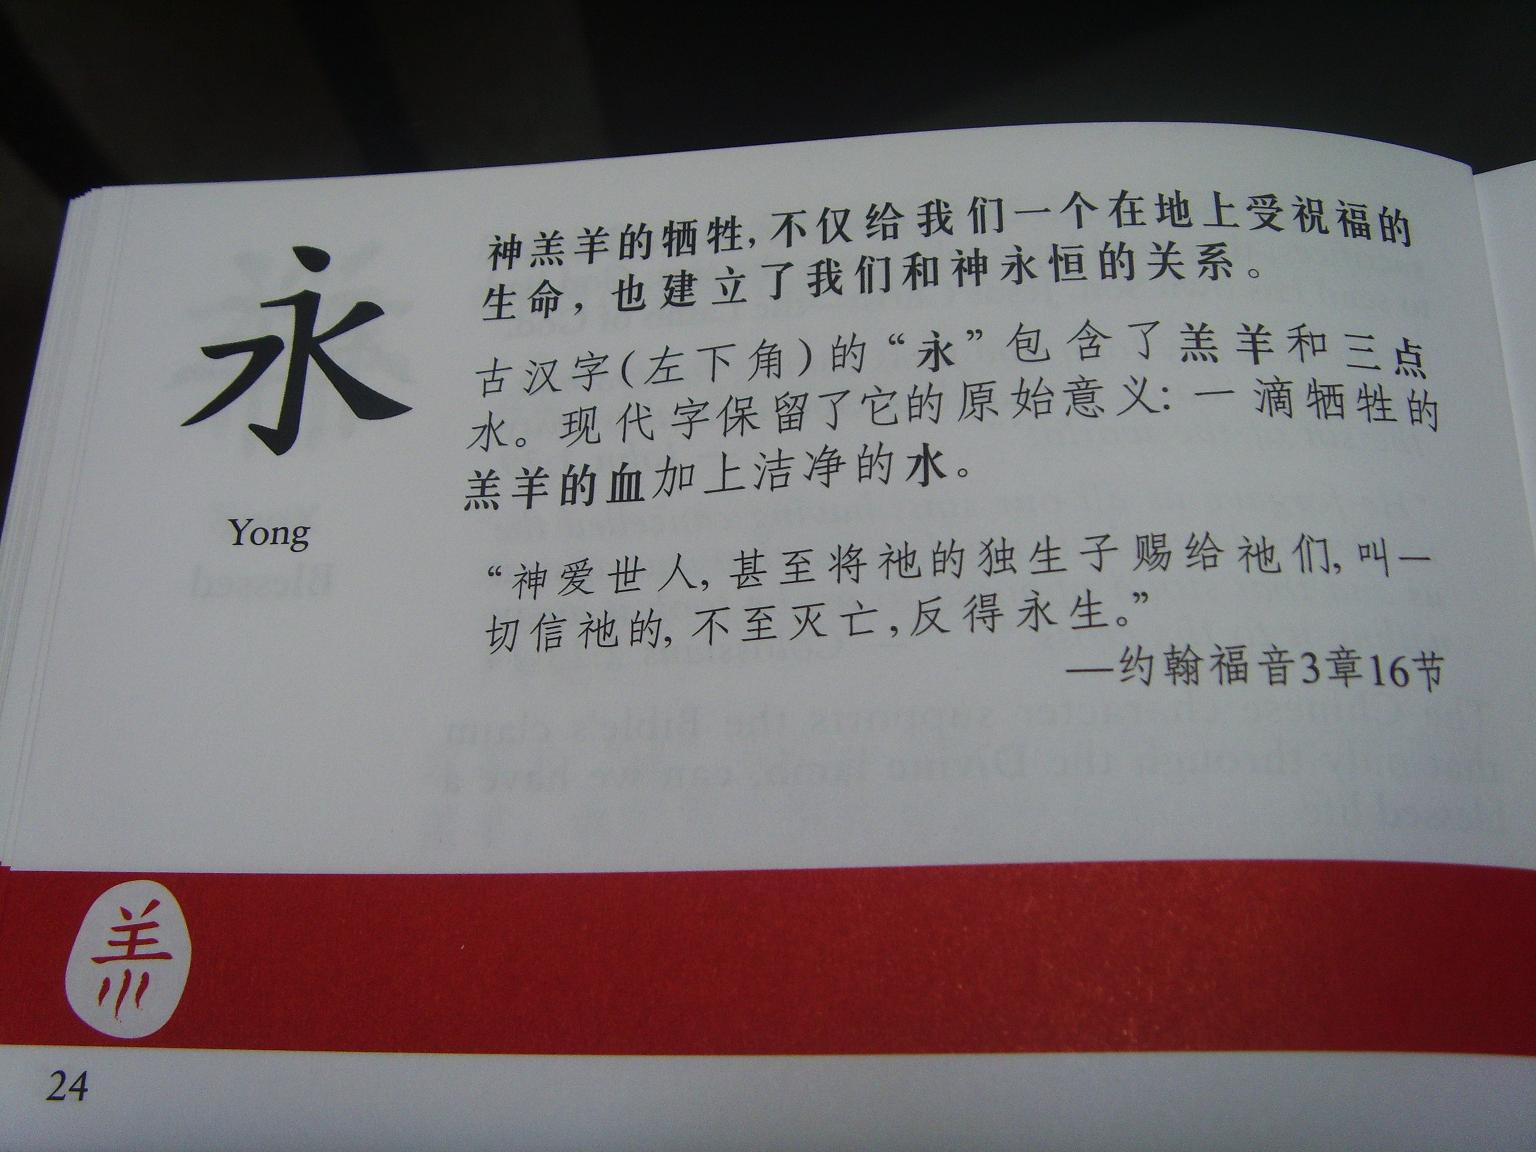 永
Yong
神羔羊的牺牲,不仅给我们一个在地上受祝福的
生命，也建立了我们和神永恒的关系。
古汉字(左下角)的“永”包含了羔羊和三点
水。现代字保留了它的原始意义:一滴牺牲的
羔羊的血加上洁净的水。
“神爱世人,甚至将祂的独生子赐给祂们,叫一
切信祂的,不至灭亡,反得永生。”
—约翰福音3章16节
24